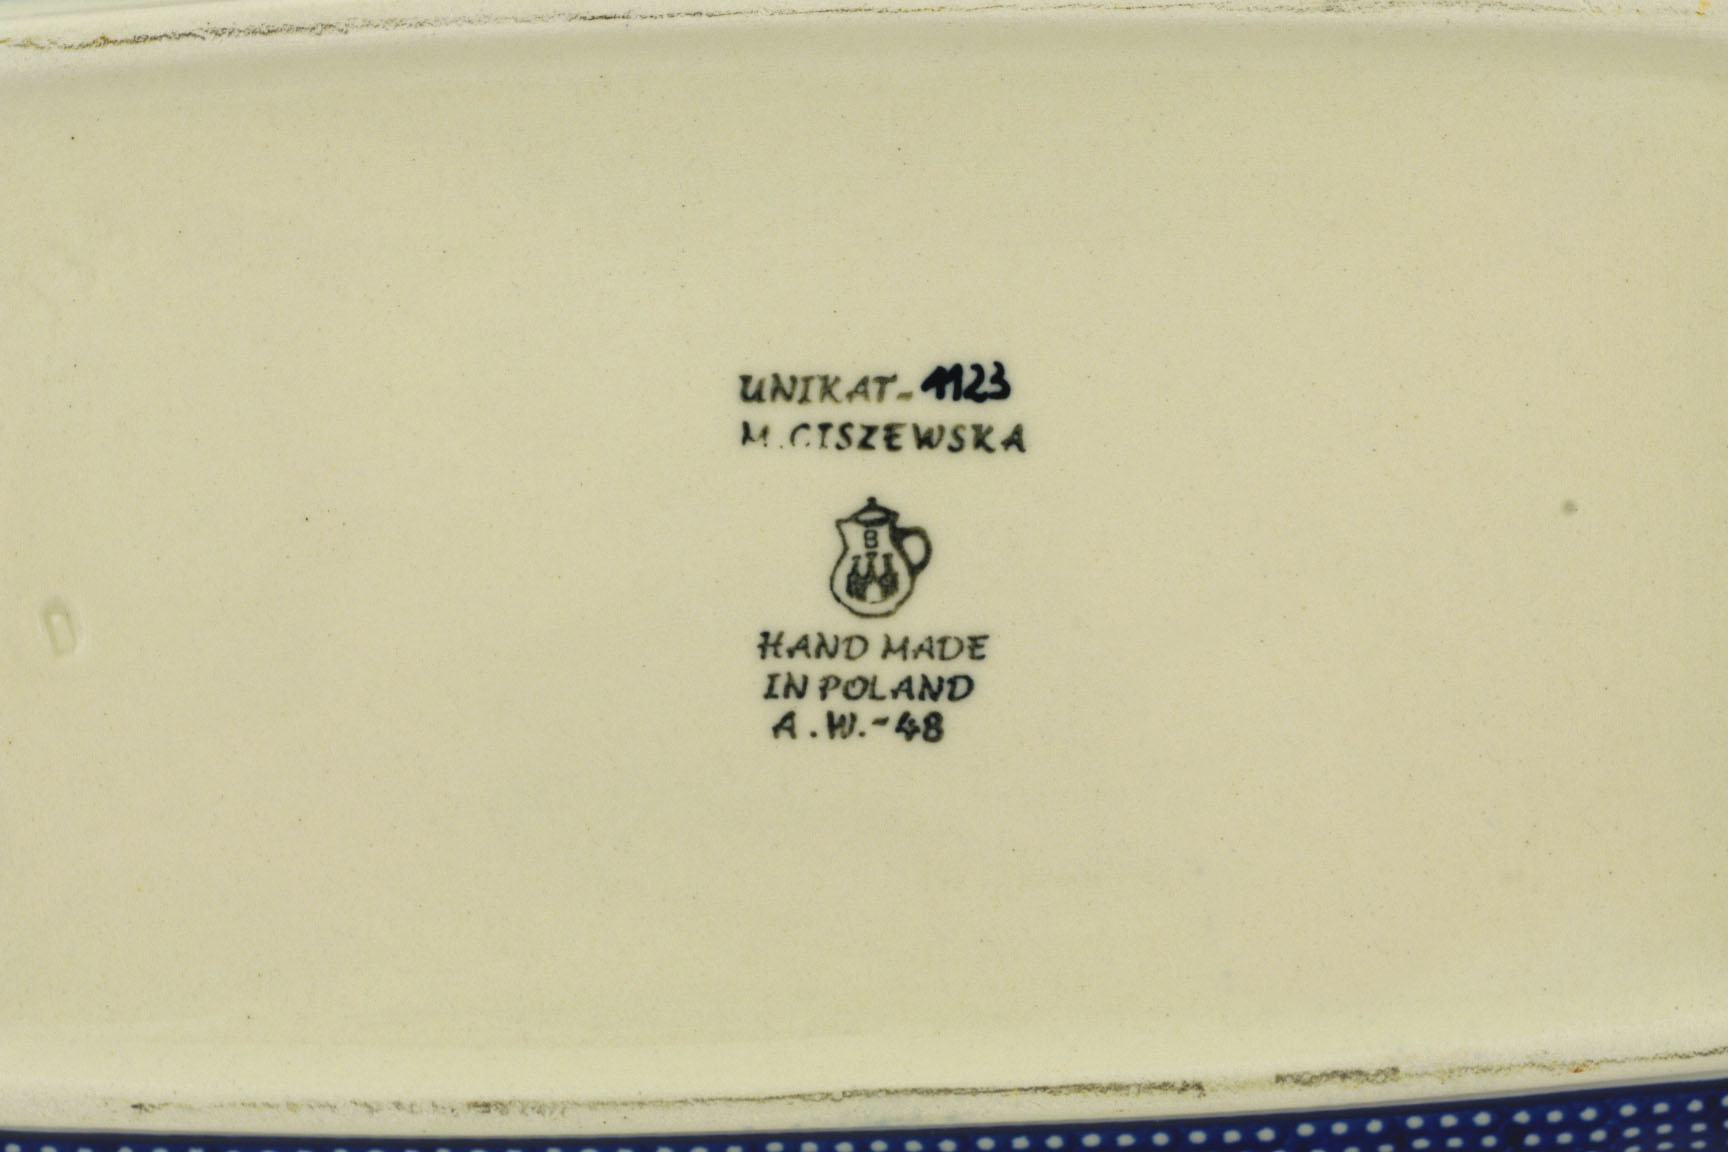 UNIKAT-1123
M.CISZEWSKA
B
HAND MADE
IN POLAND
A.W.-48